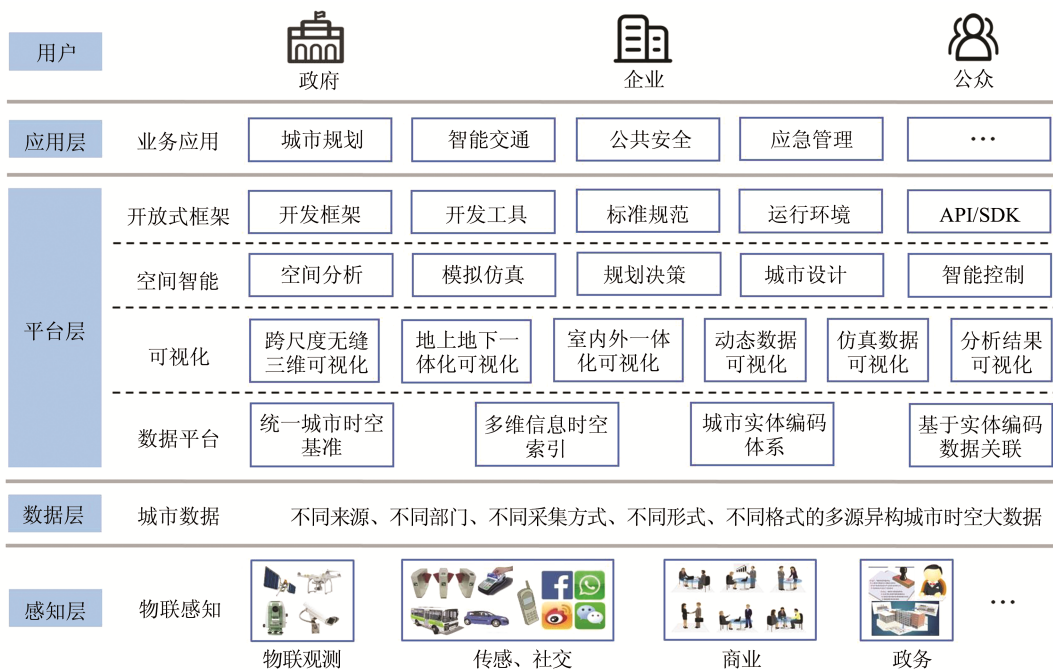 用户
政府
企业
公众
应用层
业务应用
城市规划
智能交通
公共安全
应急管理
…
平台层
开放式框架
开发框架
开发工具
标准规范
运行环境
API/SDK
空间智能
空间分析
模拟仿真
规划决策
城市设计
智能控制
可视化
跨尺度无缝
三维可视化
地上地下一
体化可视化
室内外一体
化可视化
动态数据
可视化
仿真数据
可视化
分析结果
可视化
数据平台
统一城市时空
基准
多维信息时空
索引
城市实体编码
体系
基于实体编码
数据关联
数据层
城市数据
不同来源、不同部门、不同采集方式、不同形式、不同格式的多源异构城市时空大数据
感知层
物联感知
…
物联观测
传感、社交
商业
政务